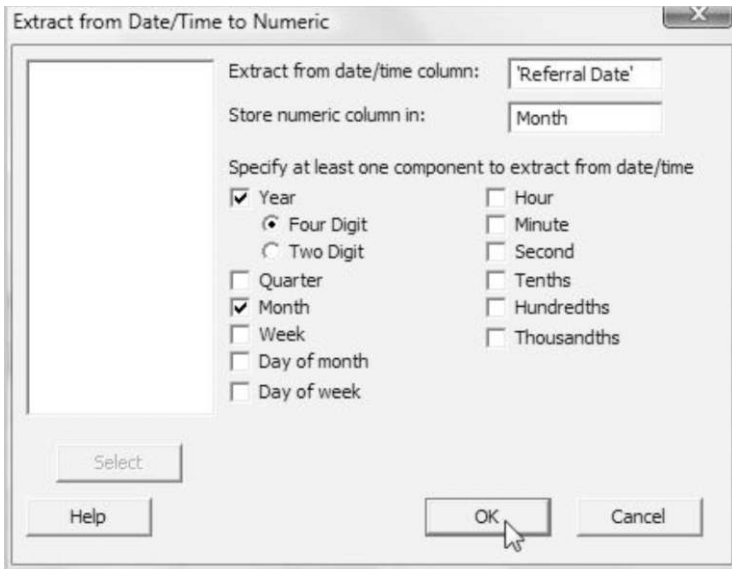 Extract from Date/Time to Numeric
Extract from date/time column:
'Referral Date'
Store numeric column in:
Month
Specify at least one component to extract from date/time
Year
Four Digit
Two Digit
Quarter
Month
Week
Day of month
Day of week
Hour
Minute
Second
Tenths
Hundredths
Thousandths
Select
Help
OK
Cancel